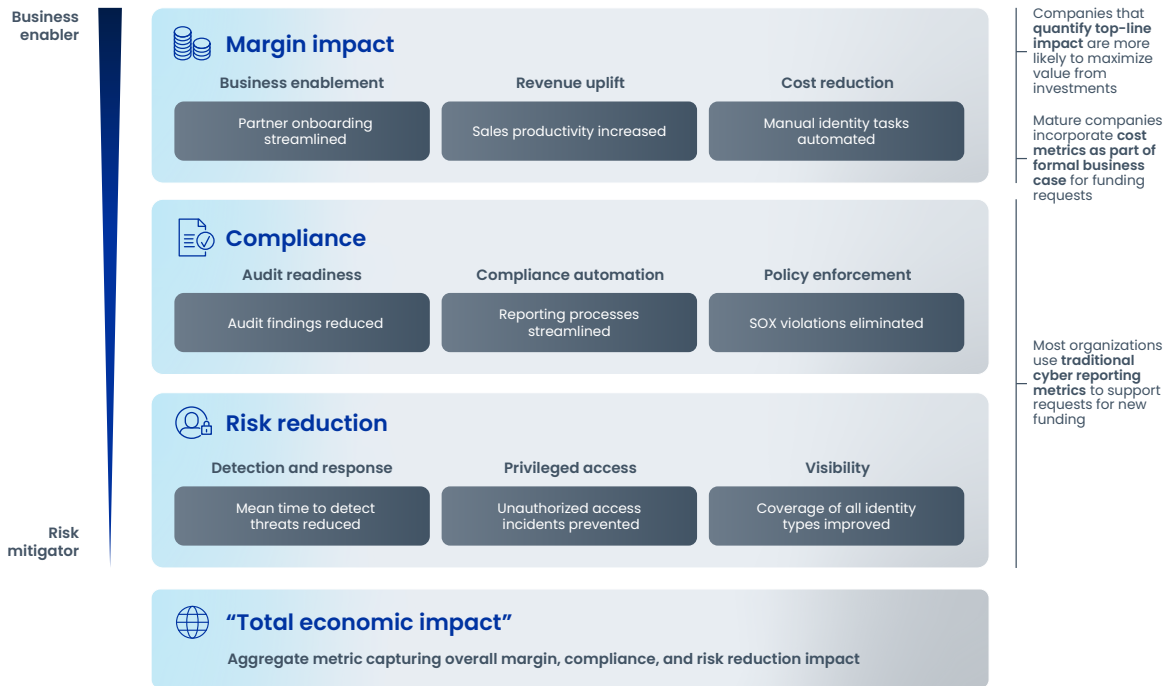 Business
enabler
Margin impact
Business enablement
Revenue uplift
Cost reduction
Partner onboarding
streamlined
Sales productivity increased
Manual identity tasks
automated
Companies that
quantify top-line
impact are more
likely to maximize
value from
investments
Mature companies
incorporate cost
metrics as part of
formal business
case for funding
requests
Compliance
Audit readiness
Compliance automation
Policy enforcement
Audit findings reduced
Reporting processes
streamlined
SOX violations eliminated
Most organizations
use traditional
cyber reporting
metrics to support
requests for new
funding
Risk reduction
Detection and response
Privileged access
Visibility
Mean time to detect
threats reduced
Unauthorized access
incidents prevented
Coverage of all identity
types improved
Risk
mitigator
“Total economic impact”
Aggregate metric capturing overall margin, compliance, and risk reduction impact